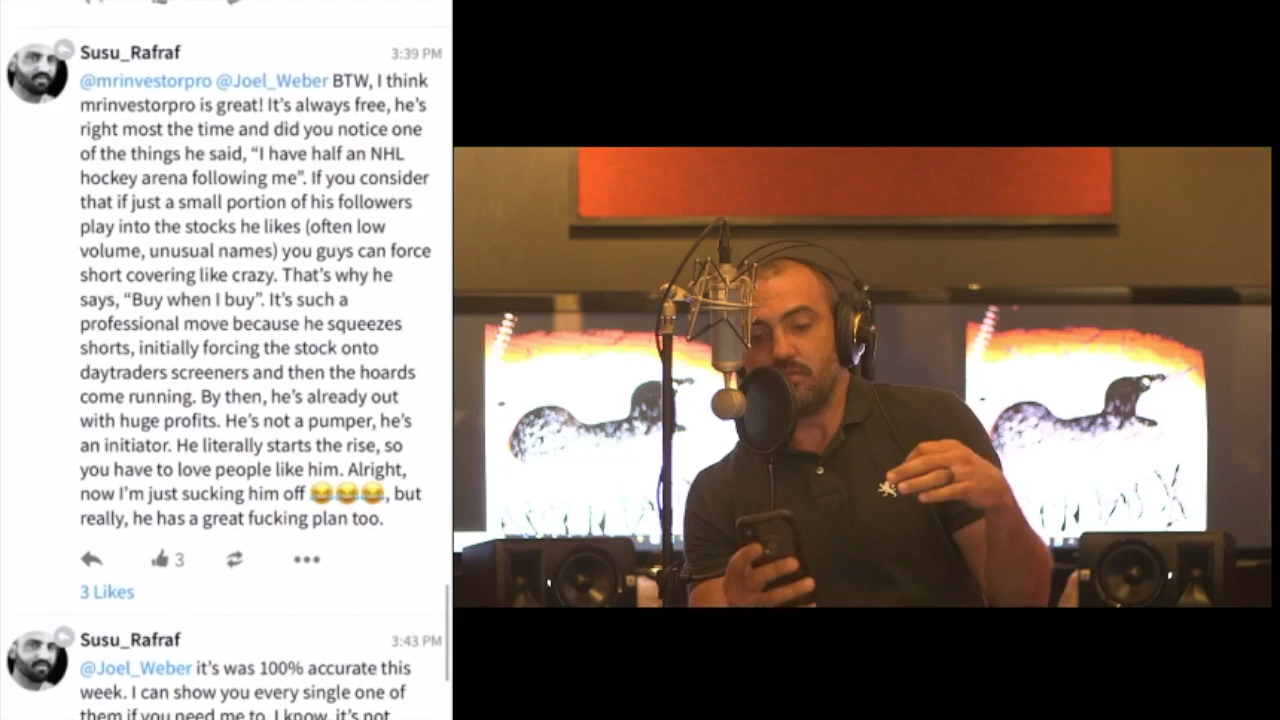 Susu_Rafraf
3:39 PM
@mrinvestorpro @Joel_Weber BTW, I think
mrinvestorpro is great! It's always free, he's
right most the time and did you notice one
of the things he said, “I have half an NHL
hockey arena following me”. If you consider
that if just a small portion of his followers
play into the stocks he likes (often low
volume, unusual names) you guys can force
short covering like crazy. That's why he
says, “Buy when I buy”. It's such a
professional move because he squeezes
shorts, initially forcing the stock onto
daytraders screeners and then the hoards
come running. By then, he's already out
with huge profits. He's not a pumper, he's
an initiator. He literally starts the rise, so
you have to love people like him. Alright,
now I'm just sucking him off 😂😂😂, but
really, he has a great fucking plan too.
3
3 Likes
Susu_Rafraf
3:43 PM
@Joel_Weber it's was 100% accurate this
week. I can show you every single one of
them if you need me to. I know, it's not